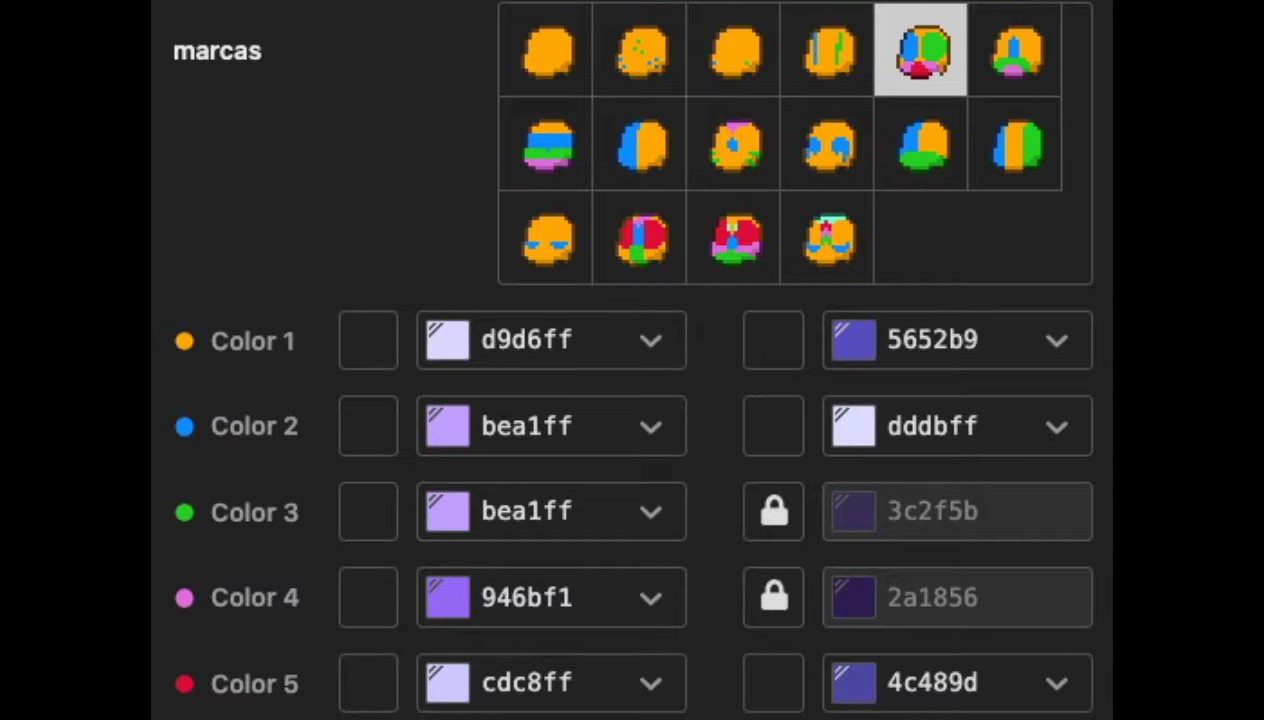 marcas
Color 1 d9d6ff 5652b9
Color 2 bea1ff dddbff
Color 3 bea1ff 3c2f5b
Color 4 946bf1 2a1856
Color 5 cdc8ff 4c489d